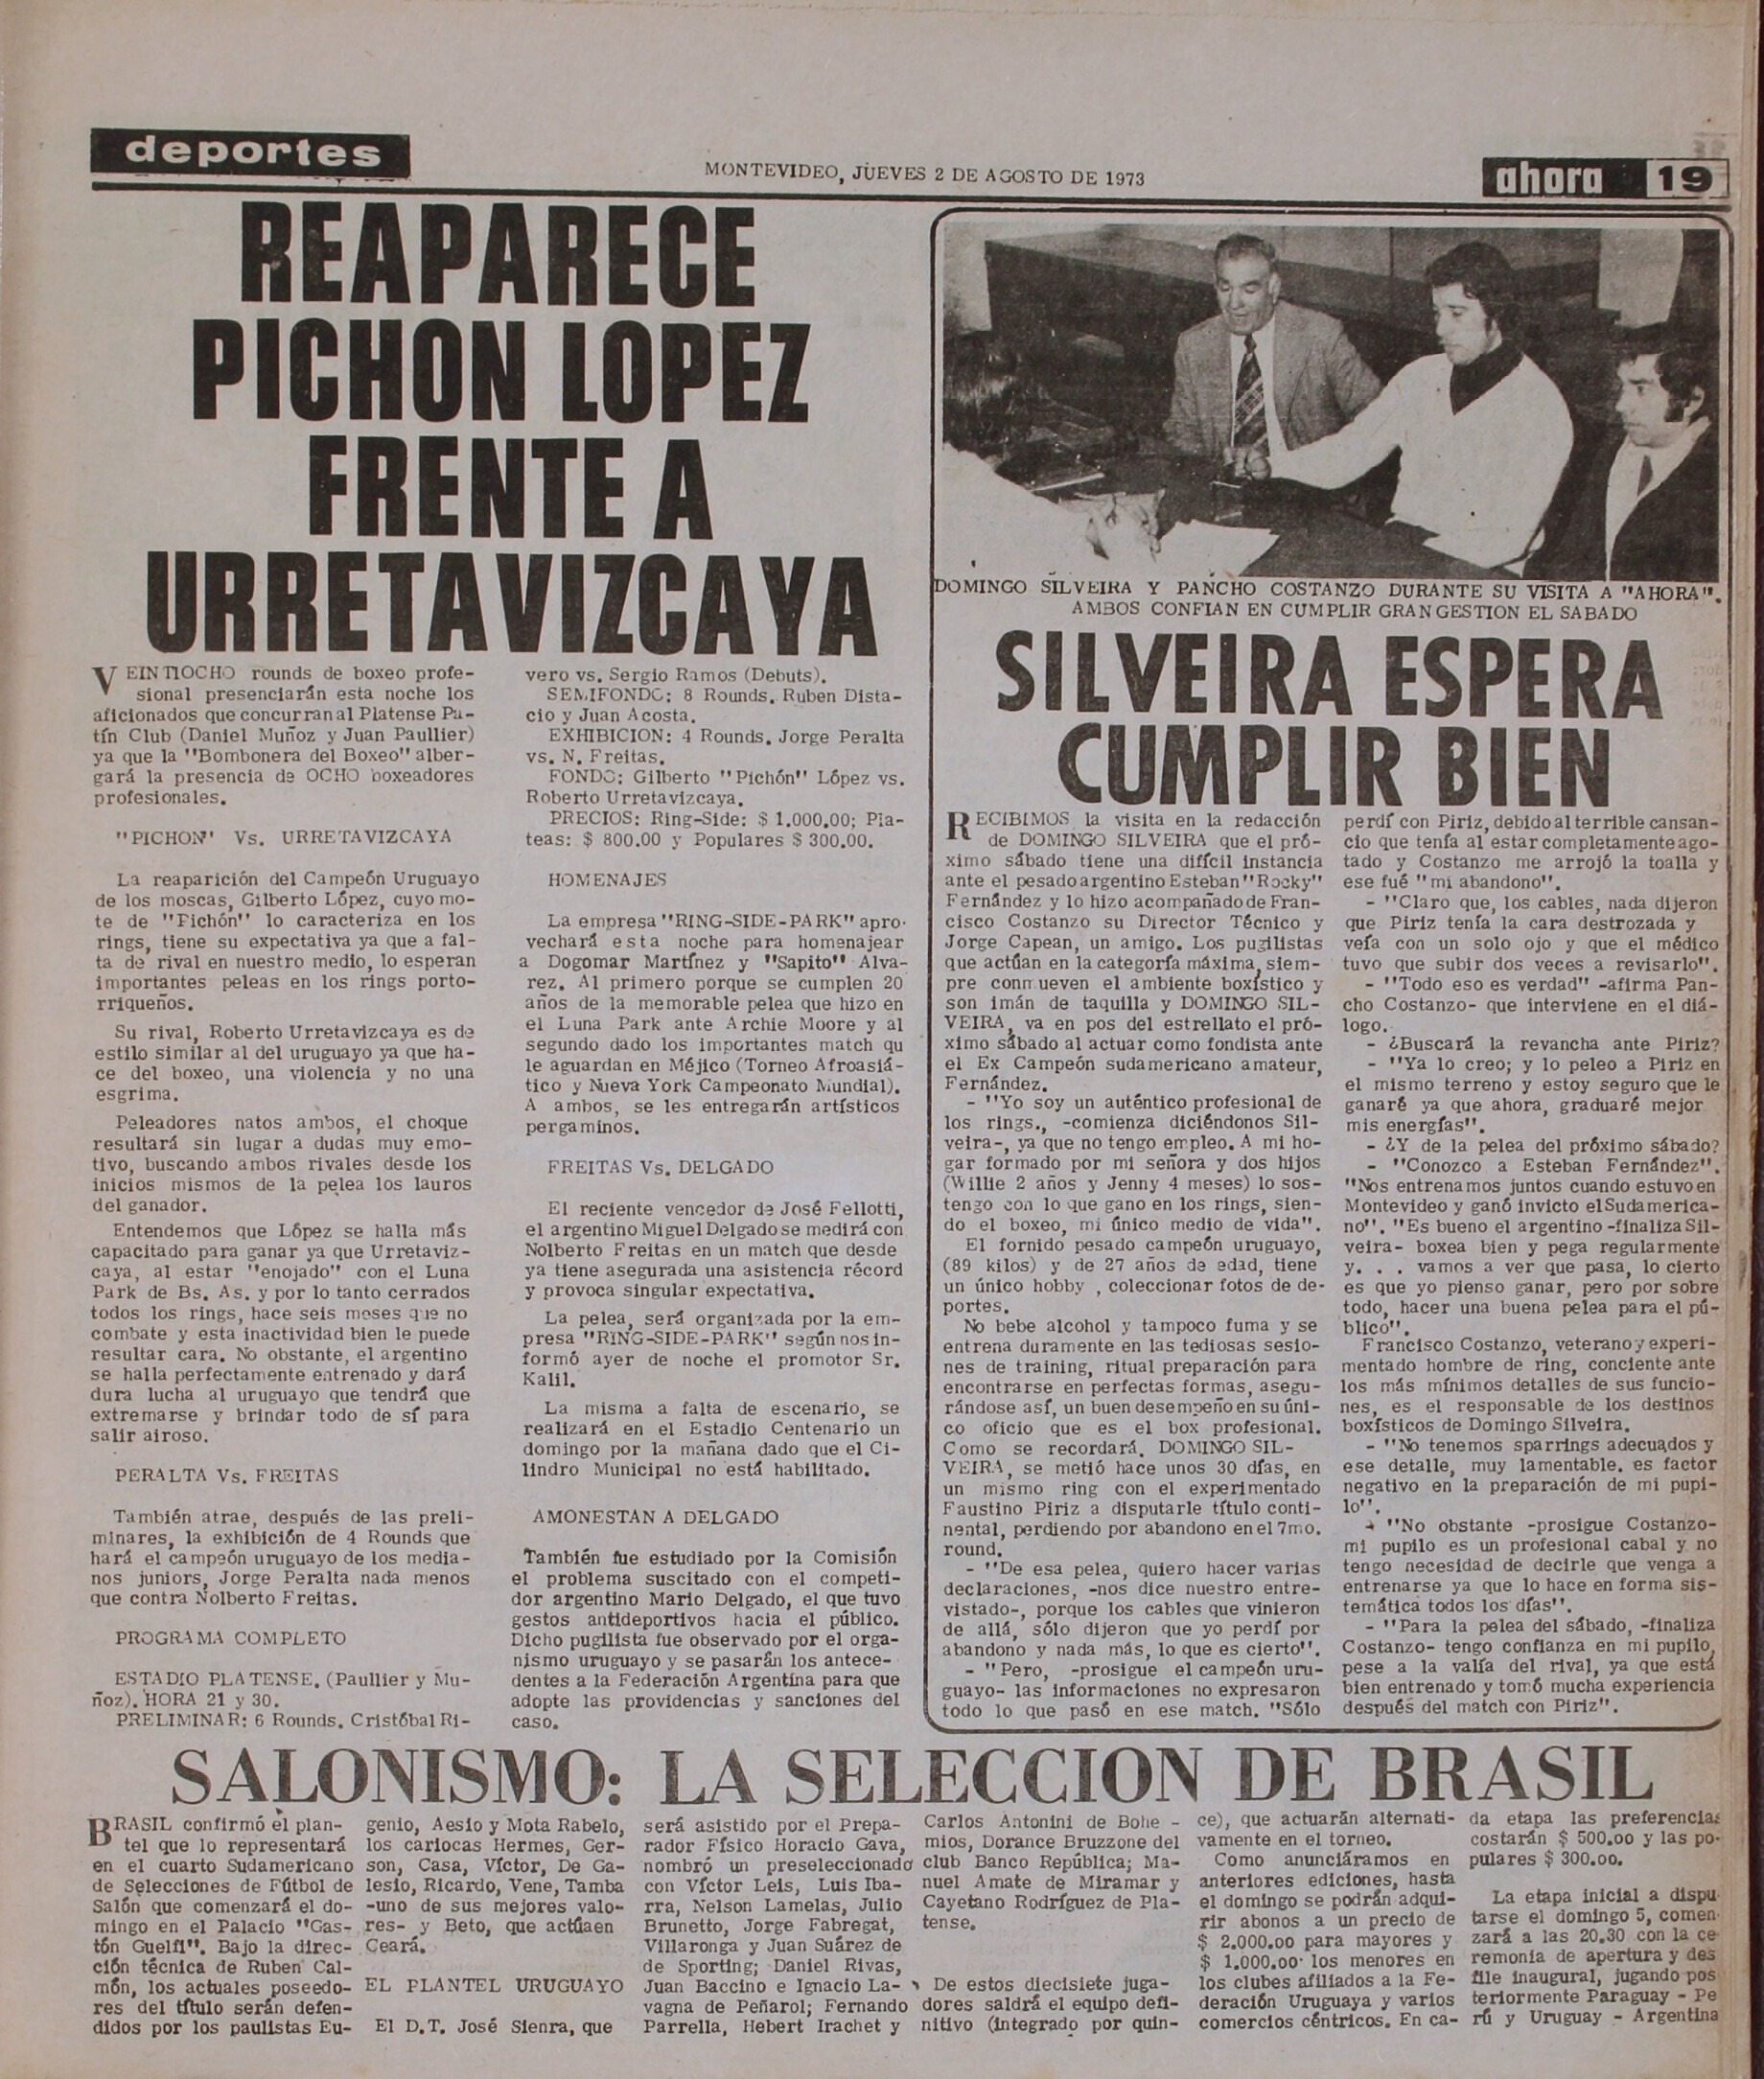 deportes
MONTEVIDEO, JUEVES 2 DE AGOSTO DE 1973
ahora 19
REAPARECE
PICHON LOPEZ
FRENTE A
URRETAVIZCAYA
VEINTIOCHO rounds de boxeo profe-
sional presenciarán esta noche los
aficionados que concurran al Platense Pa-
tín Club (Daniel Muñoz y Juan Paullier)
ya que la "Bombonera del Boxeo" alber-
gará la presencia de OCHO boxeadores
profesionales.
"PICHON" Vs. URRETAVIZCAYA
La reaparición del Campeón Uruguayo
de los moscas, Gilberto López, cuyo mo-
te de "Pichón" lo caracteriza en los
rings, tiene su expectativa ya que a fal-
ta de rival en nuestro medio, lo esperan
importantes peleas en los rings porto-
rriqueños.
Su rival, Roberto Urretavizcaya es de
estilo similar al del uruguayo ya que ha-
ce del boxeo, una violencia y no una
esgrima.
Peleadores natos ambos, el choque
resultará sin lugar a dudas muy emo-
tivo, buscando ambos rivales desde los
inicios mismos de la pelea los lauros
del ganador.
Entendemos que López se halla más
capacitado para ganar ya que Urretaviz-
caya, al estar "enojado" con el Luna
Park de Bs. As. y por lo tanto cerrados
todos los rings, hace seis meses que no
combate y esta inactividad bien le puede
resultar cara. No obstante, el argentino
se halla perfectamente entrenado y dará
dura lucha al uruguayo que tendrá que
extremarse y brindar todo de sí para
salir airoso.
PERALTA Vs. FREITAS
También atrae, después de las preli-
minares, la exhibición de 4 Rounds que
hará el campeón uruguayo de los media-
nos juniors, Jorge Peralta nada menos
que contra Nolberto Freitas.
PROGRAMA COMPLETO
ESTADIO PLATENSE. (Paullier y Mu-
ñoz). HORA 21 y 30.
PRELIMINAR: 6 Rounds. Cristóbal Ri-
vero vs. Sergio Ramos (Debuts).
SEMIFONDO: 8 Rounds. Ruben Dista-
cio y Juan Acosta.
EXHIBICION: 4 Rounds. Jorge Peralta
vs. N. Freitas.
FONDO: Gilberto "Pichón" López vs.
Roberto Urretavizcaya.
PRECIOS: Ring-Side: $ 1.000,00; Pla-
teas: $ 800.00 y Populares $ 300.00.
HOMENAJES
La empresa "RING-SIDE-PARK" apro-
vechará esta noche para homenajear
a Dogomar Martínez y "Sapito" Alva-
rez. Al primero porque se cumplen 20
años de la memorable pelea que hizo en
el Luna Park ante Archie Moore y al
segundo dado los importantes match qu
le aguardan en Méjico (Torneo Afroasiá-
tico y Nueva York Campeonato Mundial).
A ambos, se les entregarán artísticos
pergaminos.
FREITAS Vs. DELGADO
El reciente vencedor de José Fellotti,
el argentino Miguel Delgado se medirá con
Nolberto Freitas en un match que desde
ya tiene asegurada una asistencia récord
y provoca singular expectativa.
La pelea, será organizada por la em-
presa "RING-SIDE-PARK" según nos in-
formó ayer de noche el promotor Sr.
Kalil.
La misma a falta de escenario, se
realizará en el Estadio Centenario un
domingo por la mañana dado que el Ci-
lindro Municipal no está habilitado.
AMONESTAN A DELGADO
También fue estudiado por la Comisión
el problema suscitado con el competi-
dor argentino Mario Delgado, el que tuvo
gestos antideportivos hacia el público.
Dicho pugilista fue observado por el orga-
nismo uruguayo y se pasarán los antece-
dentes a la Federación Argentina para que
adopte las providencias y sanciones del
caso.
DOMINGO SILVEIRA Y PANCHO COSTANZO DURANTE SU VISITA A "AHORA".
AMBOS CONFIAN EN CUMPLIR GRAN GESTION EL SABADO
SILVEIRA ESPERA
CUMPLIR BIEN
RECIBIMOS la visita en la redacción
de DOMINGO SILVEIRA que el pró-
ximo sábado tiene una difícil instancia
ante el pesado argentino Esteban "Rocky"
Fernández y lo hizo acompañado de Fran-
cisco Costanzo su Director Técnico y
Jorge Capean, un amigo. Los pugilistas
que actúan en la categoría máxima, siem-
pre conmueven el ambiente boxístico y
son imán de taquilla y DOMINGO SIL-
VEIRA, va en pos del estrellato el pró-
ximo sábado al actuar como fondista ante
el Ex Campeón sudamericano amateur,
Fernández.
- "Yo soy un auténtico profesional de
los rings., -comienza diciéndonos Sil-
veira-, ya que no tengo empleo. A mi ho-
gar formado por mi señora y dos hijos
(Willie 2 años y Jenny 4 meses) lo sos-
tengo con lo que gano en los rings, sien-
do el boxeo, mi único medio de vida".
El fornido pesado campeón uruguayo,
(89 kilos) y de 27 años de edad, tiene
un único hobby , coleccionar fotos de de-
portes.
No bebe alcohol y tampoco fuma y se
entrena duramente en las tediosas sesio-
nes de training, ritual preparación para
encontrarse en perfectas formas, asegu-
rándose así, un buen desempeño en su úni-
co oficio que es el box profesional.
Como se recordará, DOMINGO SIL-
VEIRA, se metió hace unos 30 días, en
un mismo ring con el experimentado
Faustino Piriz a disputarle título conti-
nental, perdiendo por abandono en el 7mo.
round.
- "De esa pelea, quiero hacer varias
declaraciones, -nos dice nuestro entre-
vistado-, porque los cables que vinieron
de allá, sólo dijeron que yo perdí por
abandono y nada más, lo que es cierto".
- "Pero, -prosigue el campeón uru-
guayo- las informaciones no expresaron
todo lo que pasó en ese match. "Sólo
perdí con Piriz, debido al terrible cansan-
cio que tenía al estar completamente ago-
tado y Costanzo me arrojó la toalla y
ese fué "mi abandono".
- "Claro que, los cables, nada dijeron
que Piriz tenía la cara destrozada y
veía con un solo ojo y que el médico
tuvo que subir dos veces a revisarlo".
- "Todo eso es verdad" -afirma Pan-
cho Costanzo- que interviene en el diá-
logo.
- ¿Buscará la revancha ante Piriz?
- "Ya lo creo; y lo peleo a Piriz en
el mismo terreno y estoy seguro que le
ganaré ya que ahora, graduaré mejor
mis energías".
- ¿Y de la pelea del próximo sábado?
- "Conozco a Esteban Fernández".
"Nos entrenamos juntos cuando estuvo en
Montevideo y ganó invicto el Sudamerica-
no". "Es bueno el argentino -finaliza Sil-
veira- boxea bien y pega regularmente
y. . . vamos a ver que pasa, lo cierto
es que yo pienso ganar, pero por sobre
todo, hacer una buena pelea para el pú-
blico".
Francisco Costanzo, veterano y experi-
mentado hombre de ring, conciente ante
los más mínimos detalles de sus funcio-
nes, es el responsable de los destinos
boxísticos de Domingo Silveira.
- "No tenemos sparrings adecuados y
ese detalle, muy lamentable. es factor
negativo en la preparación de mi pupi-
lo".
- "No obstante -prosigue Costanzo-
mi pupilo es un profesional cabal y no
tengo necesidad de decirle que venga a
entrenarse ya que lo hace en forma sis-
temática todos los días".
- "Para la pelea del sábado, -finaliza
Costanzo- tengo confianza en mi pupilo,
pese a la valía del rival, ya que está
bien entrenado y tomó mucha experiencia
después del match con Piriz".
SALONISMO: LA SELECCION DE BRASIL
BRASIL confirmó el plan-
tel que lo representará
en el cuarto Sudamericano
de Selecciones de Fútbol de
Salón que comenzará el do-
mingo en el Palacio "Gas-
tón Guelfi". Bajo la direc-
ción técnica de Ruben Cal-
món, los actuales poseedo-
res del título serán defen-
didos por los paulistas Eu-
genio, Aesio y Mota Rabelo,
los cariocas Hermes, Ger-
son, Casa, Víctor, De Ga-
lesio, Ricardo, Vene, Tamba
-uno de sus mejores valo-
res- y Beto, que actúaen
Ceará.
EL PLANTEL URUGUAYO
El D.T. José Sienra, que
será asistido por el Prepa-
rador Físico Horacio Gava,
nombró un preseleccionado
con Víctor Leis, Luis Iba-
rra, Nelson Lamelas, Julio
Brunetto, Jorge Fabregat,
Villaronga y Juan Suárez de
de Sporting; Daniel Rivas,
Juan Baccino e Ignacio La-
vagna de Peñarol; Fernando
Parrella, Hebert Irachet y
Carlos Antonini de Bohe -
mios, Dorance Bruzzone del
club Banco República; Ma-
nuel Amate de Miramar y
Cayetano Rodríguez de Pla-
tense.
De estos diecisiete juga-
dores saldrá el equipo defi-
nitivo (integrado por quin-
ce), que actuarán alternati-
vamente en el torneo.
Como anunciáramos en
anteriores ediciones, hasta
el domingo se podrán adqui-
rir abonos a un precio de
$ 2.000.00 para mayores y
$ 1.000.00 los menores en
los clubes afiliados a la Fe-
deración Uruguaya y varios
comercios céntricos. En ca-
da etapa las preferencias
costarán $ 500.00 y las po-
pulares $ 300.00.
La etapa inicial a dispu
tarse el domingo 5, comen-
zará a las 20.30 con la ce
remonia de apertura y des
file inaugural, jugando pos
teriormente Paraguay - Pe
rú y Uruguay - Argentina